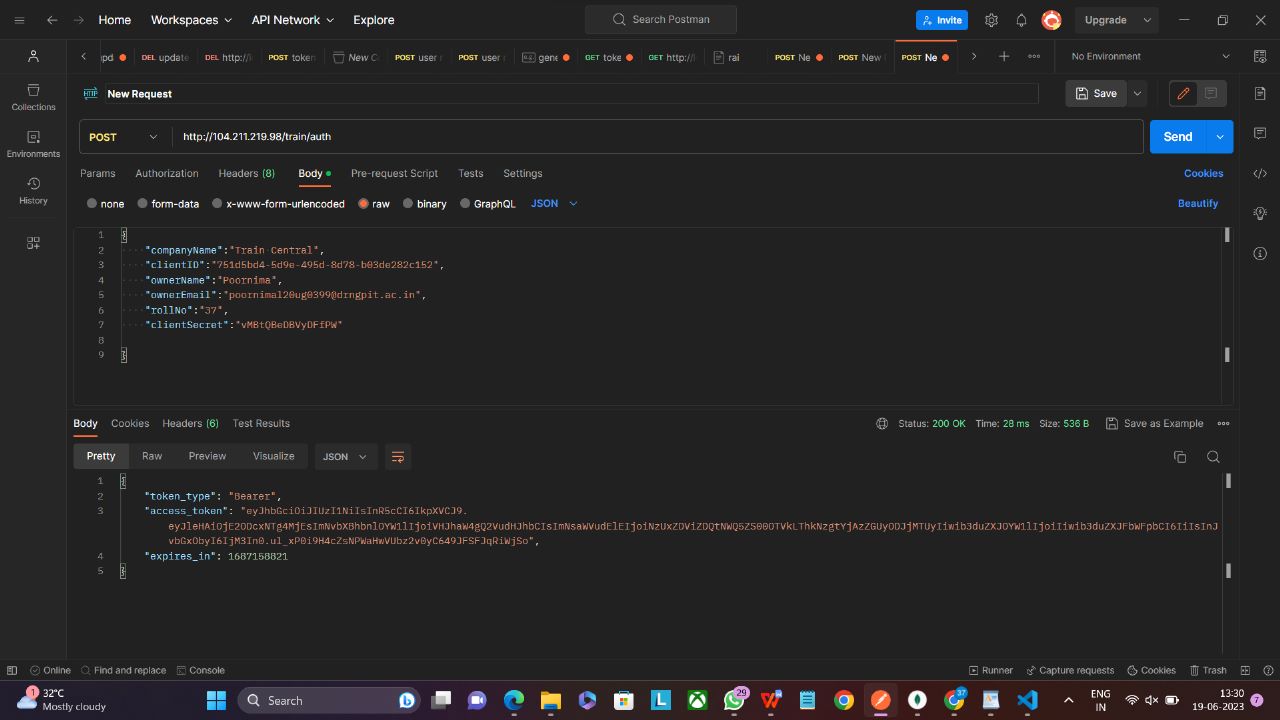 Home
Workspaces
API Network
Explore
Search Postman
Invite
Upgrade
DEL update
DEL http://
POST token
New C
POST user r
POST user r
gene
GET toke
GET http://
rai
POST Ne
POST New
POST Ne
No Environment
Collections
Environments
History
HTTP
New Request
Save
POST
http://104.211.219.98/train/auth
Send
Params
Authorization
Headers (8)
Body
Pre-request Script
Tests
Settings
Cookies
none
form-data
x-www-form-urlencoded
raw
binary
GraphQL
JSON
Beautify
1 {
2 "companyName":"Train Central",
3 "clientID":"751d5bd4-5d9e-495d-8d78-b03de282c152",
4 "ownerName":"Poornima",
5 "ownerEmail":"poornima120ug0399@drngpit.ac.in",
6 "rollNo":"37",
7 "clientSecret":"vMBtQBeDBVyDFfPW"
8
9 }
Body
Cookies
Headers (6)
Test Results
Status: 200 OK
Time: 28 ms
Size: 536 B
Save as Example
Pretty
Raw
Preview
Visualize
JSON
1 {
2 "token_type": "Bearer",
3 "access_token": "eyJhbGciOiJIUzI1NiIsInR5cCI6IkpXVCJ9.
4 "expires_in": 1687158821
5 }
Online
Find and replace
Console
Runner
Capture requests
Cookies
Trash
1
32°C
Mostly cloudy
Search
29
37
ENG
IN
13:30
19-06-2023
7